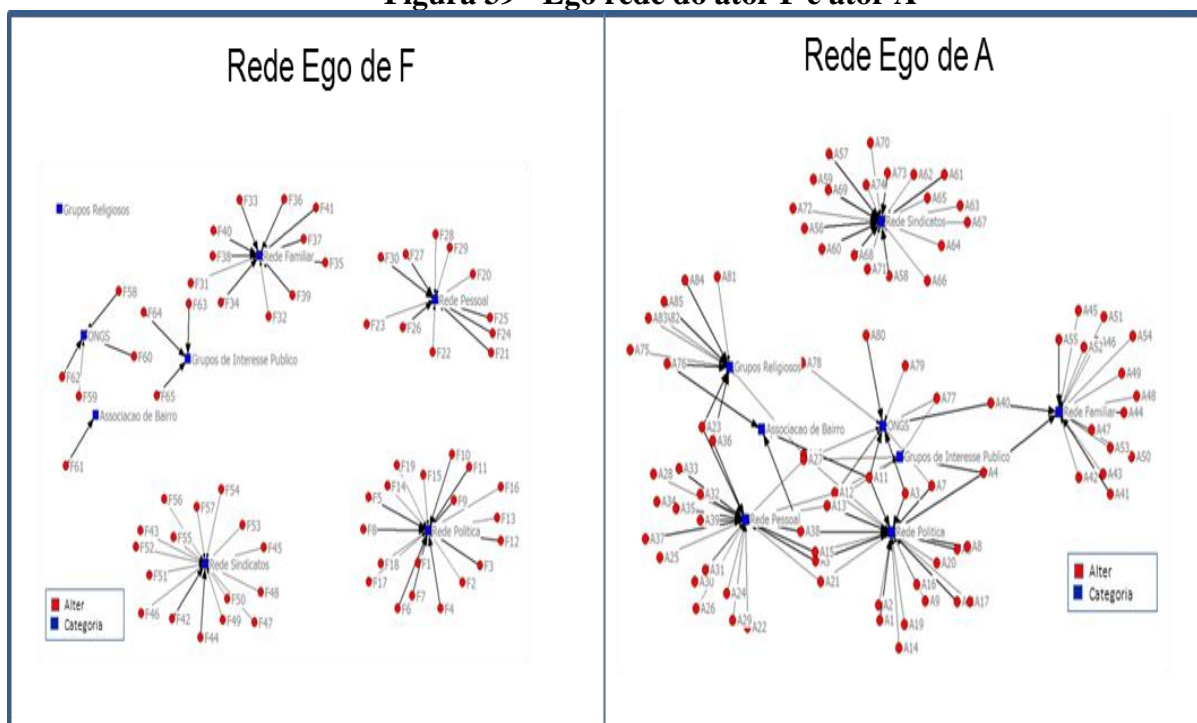 Figura 39 - Ego rede do ator F e ator A
Rede Ego de F
Grupos Religiosos
F33
F36
F41
F40
F37
F38
Rede Familiar
F35
F31
F34
F39
F32
F28
F29
F27
F30
F20
Rede Pessoal
F23
F26
F25
F24
F22
F21
F58
F64
F63
ONGS
F60
Grupos de Interesse Publico
F62
F59
F65
Associacao de Bairro
F61
F10
F19
F15
F11
F14
F16
F5
F9
F13
F8
Rede Politica
F12
F18
F1
F3
F17
F2
F7
F6
F4
F54
F56
F57
F53
F43
F55
F52
F45
Rede Sindicatos
F51
F48
F50
F46
F42
F49
F47
F44
Alter
Categoria
Rede Ego de A
A70
A57
A73
A62
A61
A59
A74
A69
A65
A63
A72
Rede Sindicatos
A67
A56
A60
A68
A64
A71
A58
A66
A84
A81
A85
A83
A82
A75
A76
Grupos Religiosos
A80
A78
A79
A77
A40
A23
Associacao de Bairro
ONGS
A36
A27
Grupos de Interesse Publico
A45
A51
A55
A54
A52
A46
A49
A48
Rede Familiar
A44
A47
A53
A50
A42
A43
A41
A28
A33
A32
A34
A35
A39
Rede Pessoal
A37
A25
A31
A30
A24
A26
A29
A22
A12
A11
A13
A3
A7
A4
A38
Rede Politica
A15
A5
A21
A8
A20
A16
A2
A9
A17
A1
A19
A14
Alter
Categoria